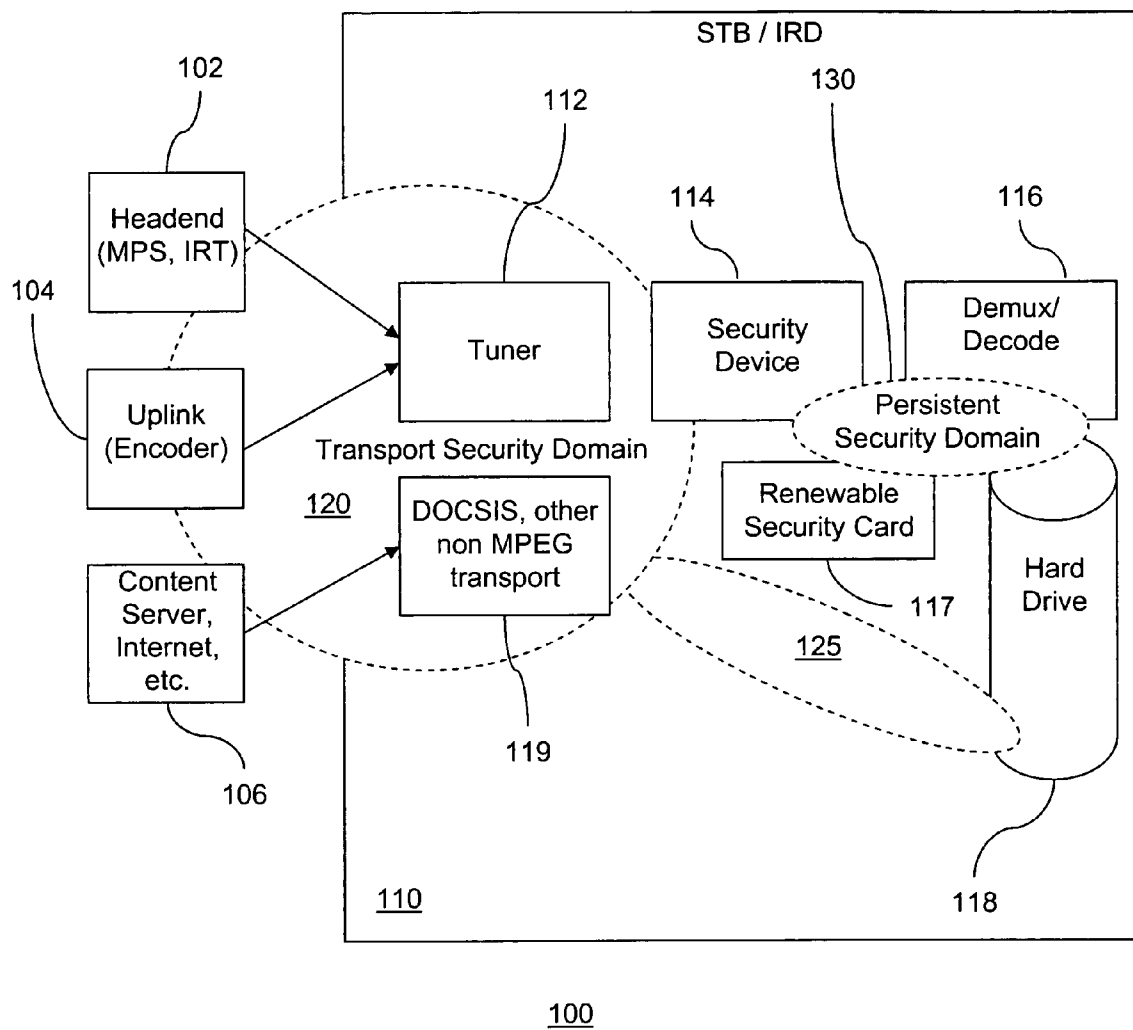 STB / IRD
102
112
130
114
116
Headend
(MPS, IRT)
104
Tuner
Security
Device
Demux/
Decode
Uplink
(Encoder)
Persistent
Security Domain
Transport Security Domain
120
DOCSIS, other
non MPEG
transport
Renewable
Security Card
Content
Server,
Internet,
etc.
Hard
Drive
117
125
119
106
110
118
100